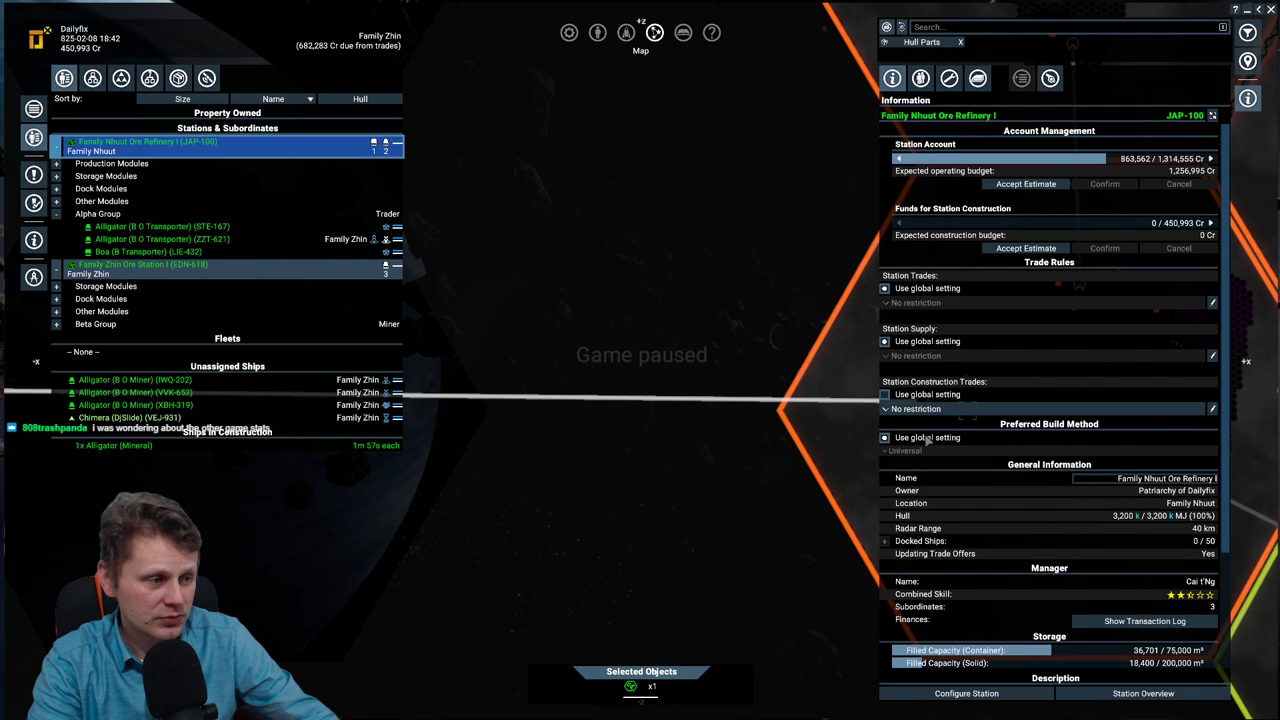 Dailyfix
825-02-08 18:42
450,993 Cr
Family Zhin
(682,283 Cr due from trades)
Sort by:
Size
Name
Hull
Property Owned
Stations & Subordinates
Family Nhuut Ore Refinery I (JAP-100)
Family Nhuut
1 2
+ Production Modules
+ Storage Modules
+ Dock Modules
+ Other Modules
- Alpha Group
Trader
Alligator (B O Transporter) (STE-167)
Alligator (B O Transporter) (ZZT-621)
Family Zhin
Boa (B Transporter) (LIE-432)
Family Zhin Ore Station I (EDN-618)
Family Zhin
3
+ Storage Modules
+ Dock Modules
+ Other Modules
+ Beta Group
Miner
Fleets
-- None --
Unassigned Ships
Alligator (B O Miner) (IWQ-202)
Family Zhin
Alligator (B O Miner) (VVK-653)
Family Zhin
Alligator (B O Miner) (XBH-319)
Family Zhin
Chimera (DjSlide) (VEJ-931)
Family Zhin
808trashpanda i was wondering about the other game stats
Ships in Construction
1x Alligator (Mineral)
1m 57s each
+z
Map
-x
Game paused
Selected Objects
x1
-z
+x
Search...
Hull Parts X
Information
Family Nhuut Ore Refinery I
JAP-100
Account Management
Station Account
863,562 / 1,314,555 Cr
Expected operating budget:
1,256,995 Cr
Accept Estimate
Confirm
Cancel
Funds for Station Construction
0 / 450,993 Cr
Expected construction budget:
0 Cr
Accept Estimate
Confirm
Cancel
Trade Rules
Station Trades:
Use global setting
No restriction
Station Supply:
Use global setting
No restriction
Station Construction Trades:
Use global setting
No restriction
Preferred Build Method
Use global setting
Universal
General Information
Name
Family Nhuut Ore Refinery I
Owner
Patriarchy of Dailyfix
Location
Family Nhuut
Hull
3,200 k / 3,200 k MJ (100%)
Radar Range
40 km
+ Docked Ships:
0 / 50
Updating Trade Offers
Yes
Manager
Name:
Cai t'Ng
Combined Skill:
Subordinates:
3
Finances:
Show Transaction Log
Storage
Filled Capacity (Container):
36,701 / 75,000 m³
Filled Capacity (Solid):
18,400 / 200,000 m³
Description
Configure Station
Station Overview